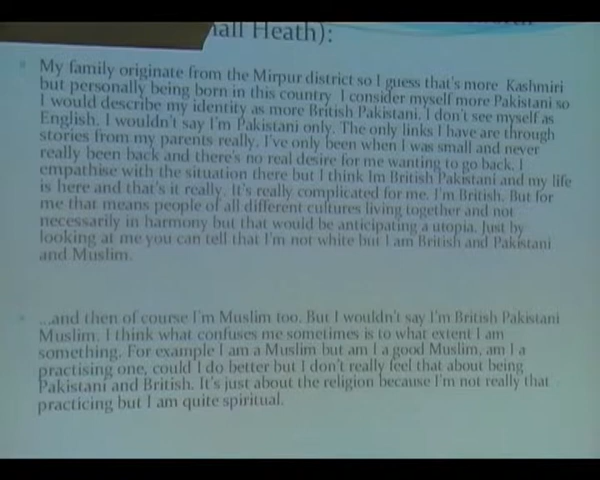 Heath):
My family originate from the Mirpur district so I guess that's more Kashmiri
but personally being born in this country I consider myself more Pakistani so
I would describe my identity as more British Pakistani. I don't see myself as
English. I wouldn't say I'm Pakistani only. The only links I have are through
stories from my parents really. I've only been when I was small and never
really been back and there's no real desire for me wanting to go back. I
empathise with the situation there but I think Im British Pakistani and my life
is here and that's it really. It's really complicated for me. I'm British. But for
me that means people of all different cultures living together and not
necessarily in harmony but that would be anticipating a utopia. Just by
looking at me you can tell that I'm not white but I am British and Pakistani
and Muslim.
...and then of course I'm Muslim too. But I wouldn't say I'm British Pakistani
Muslim. I think what confuses me sometimes is to what extent I am
something. For example I am a Muslim but am I a good Muslim, am I a
practising one, could I do better but I don't really feel that about being
Pakistani and British. It's just about the religion because I'm not really that
practicing but I am quite spiritual.